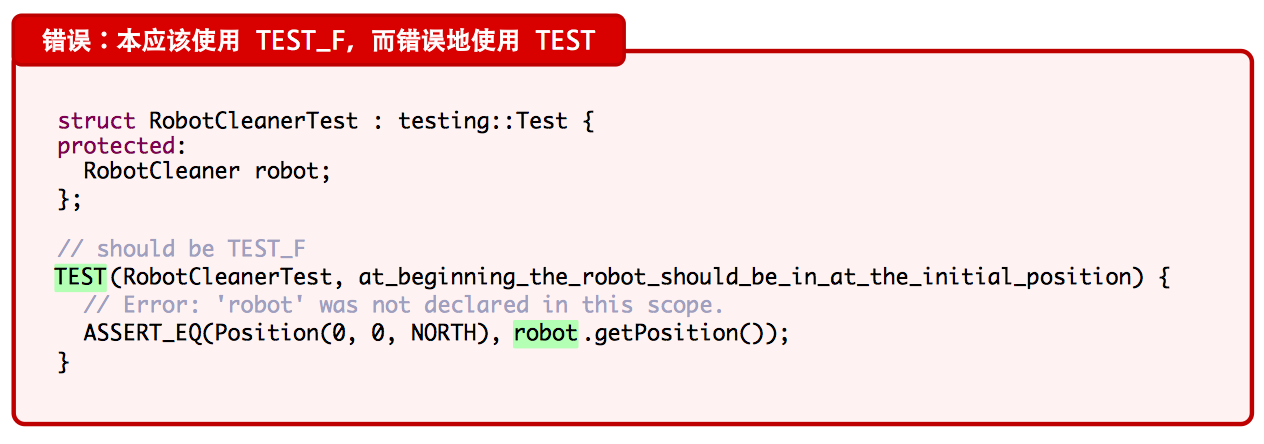 错误：本应该使用 TEST_F, 而错误地使用 TEST
struct RobotCleanerTest : testing::Test {
protected:
  RobotCleaner robot;
};
// should be TEST_F
TEST(RobotCleanerTest, at_beginning_the_robot_should_be_in_at_the_initial_position) {
  // Error: 'robot' was not declared in this scope.
  ASSERT_EQ(Position(0, 0, NORTH), robot.getPosition());
}